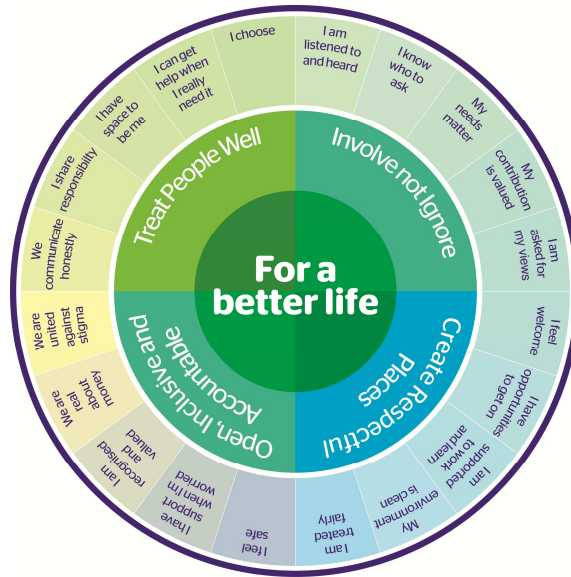 For a
better life
Treat People Well
Involve not Ignore
Create Respectful
Places
Open, Inclusive and
Accountable
I am
listened to
and heard
I know
who to
ask
My
needs
matter
My
contribution
is valued
I am
asked for
my views
I feel
welcome
I have
opportunities
to get on
I am
supported
to work
and learn
My
environment
is clean
I am
treated
fairly
I feel
safe
I have
support
when I'm
worried
I am
recognised
and
valued
We are
real
about
money
We are
united
against
stigma
We
communicate
honestly
I share
responsibilty
I have
space to
be me
I can get
help when
I really
need it
I choose